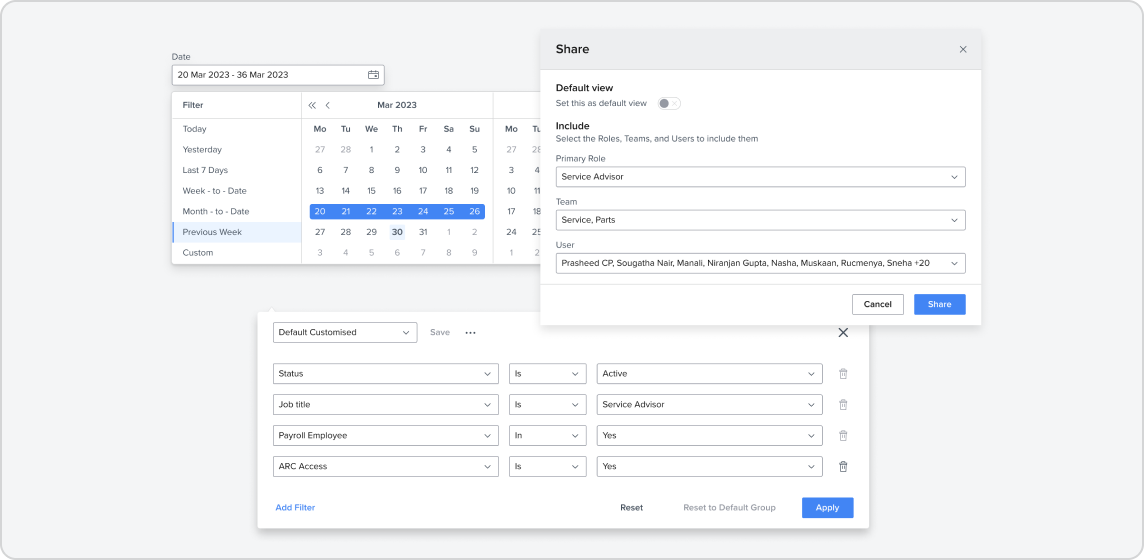 Date
20 Mar 2023 - 36 Mar 2023
Filter
Today
Yesterday
Last 7 Days
Week - to - Date
Month - to - Date
Previous Week
Custom
Mar 2023
Mo Tu We Th Fr Sa Su
27 28 1 2 3 4 5
6 7 8 9 10 11 12
13 14 15 16 17 18 19
20 21 22 23 24 25 26
27 28 29 30 31 1 2
3 4 5 6 7 8 9
Mo
27 28
3 4
10 11
17 18
24 25
1 2
Share
Default view
Set this as default view
Include
Select the Roles, Teams, and Users to include them
Primary Role
Service Advisor
Team
Service, Parts
User
Prasheed CP, Sougatha Nair, Manali, Niranjan Gupta, Nasha, Muskaan, Rucmenya, Sneha +20
Cancel Share
Default Customised Save
Status Is Active
Job title Is Service Advisor
Payroll Employee In Yes
ARC Access Is Yes
Add Filter Reset Reset to Default Group Apply